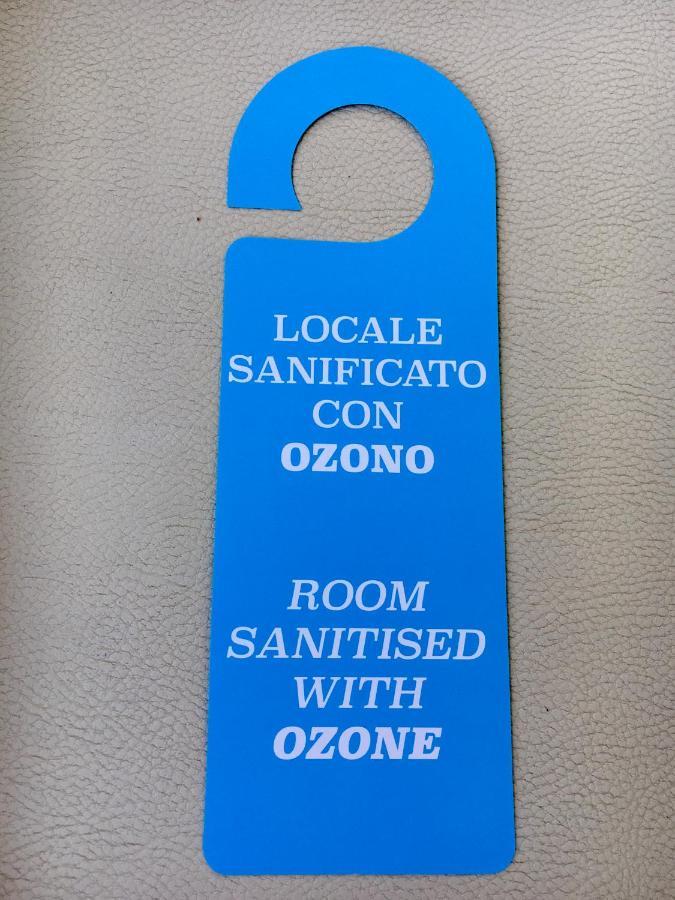 LOCALE
SANIFICATO
CON
OZONO
ROOM
SANITISED
WITH
OZONE